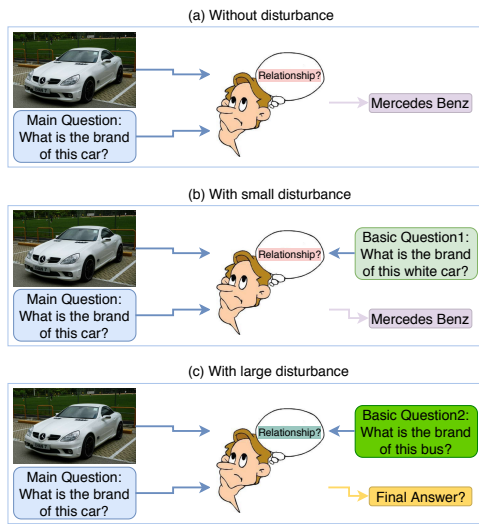 (a) Without disturbance
Relationship?
Mercedes Benz
Main Question:
What is the brand
of this car?
(b) With small disturbance
Relationship?
Basic Question1:
What is the brand
of this white car?
Main Question:
What is the brand
of this car?
Mercedes Benz
(c) With large disturbance
Relationship?
Basic Question2:
What is the brand
of this bus?
Main Question:
What is the brand
of this car?
Final Answer?